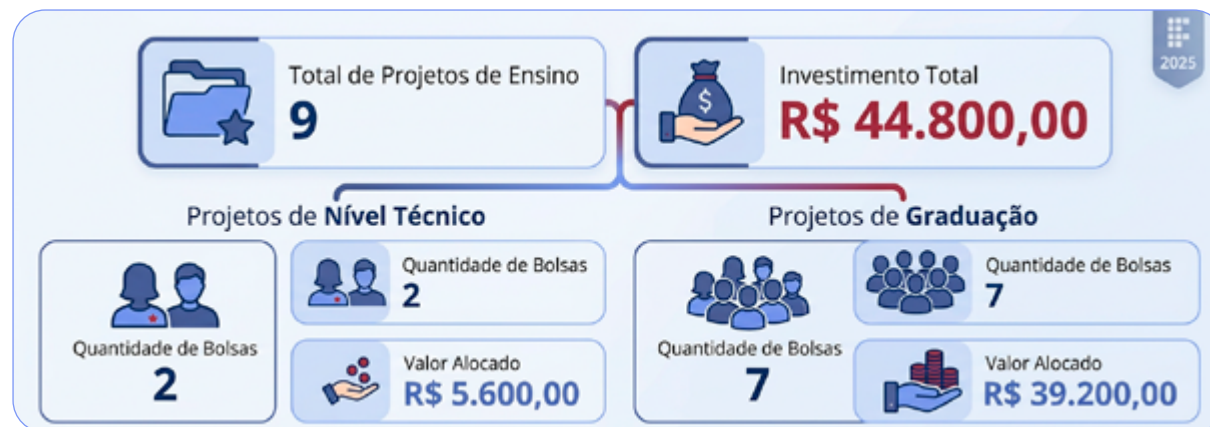 Total de Projetos de Ensino
9
Investimento Total
R$ 44.800,00
2025
Projetos de Nível Técnico
Quantidade de Bolsas
2
Quantidade de Bolsas
2
Valor Alocado
R$ 5.600,00
Projetos de Graduação
Quantidade de Bolsas
7
Quantidade de Bolsas
7
Valor Alocado
R$ 39.200,00